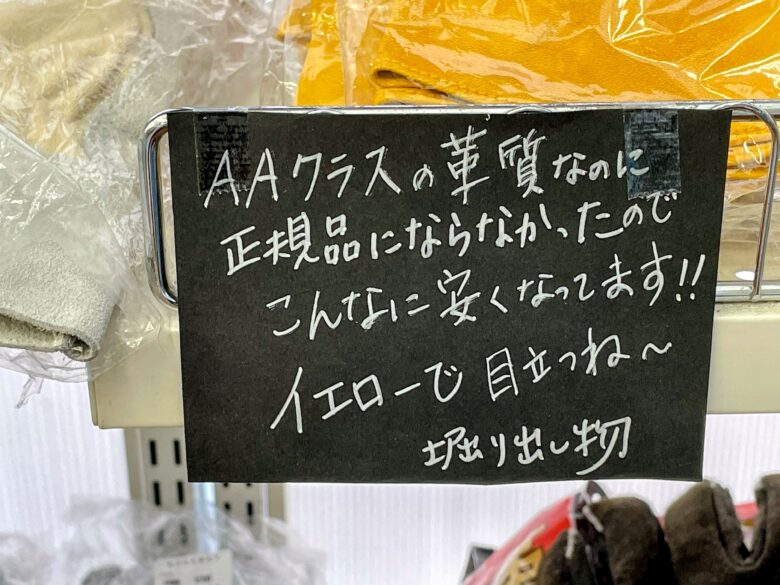 AAクラスの革質なのに
正規品にならなかったので
こんなに安くなってます!!
イエローで目立つね〜
堀り出し物